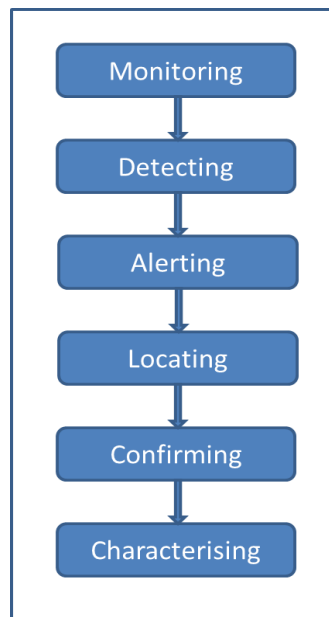 Monitoring
Detecting
Alerting
Locating
Confirming
Characterising